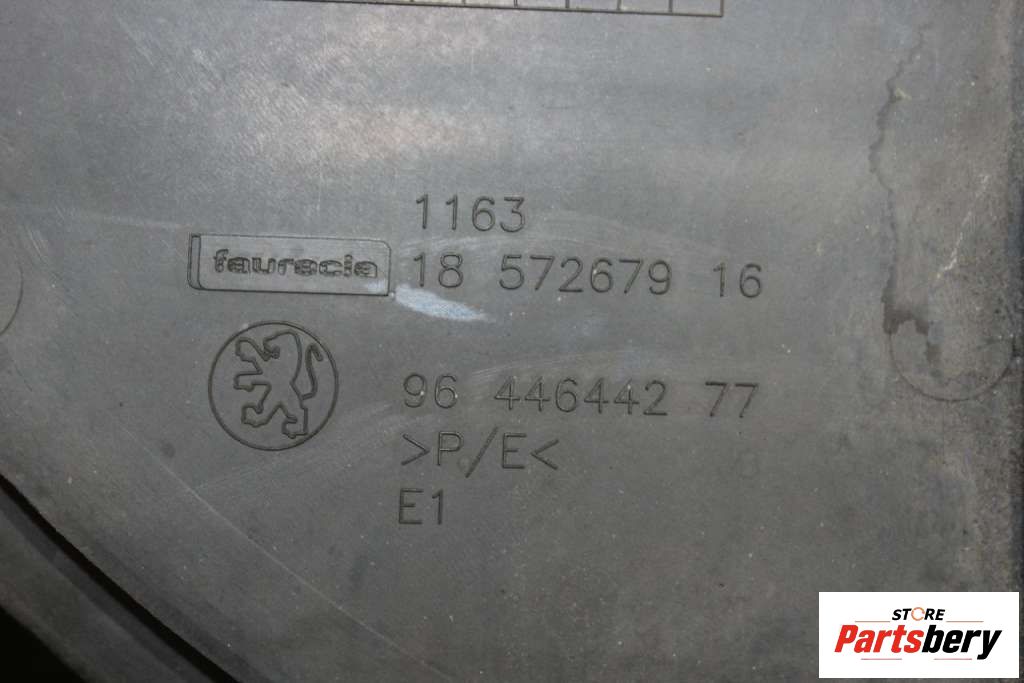 1163
faurecia 18 572679 16
96 446442 77
>P/E<
E1
STORE
Partsbery